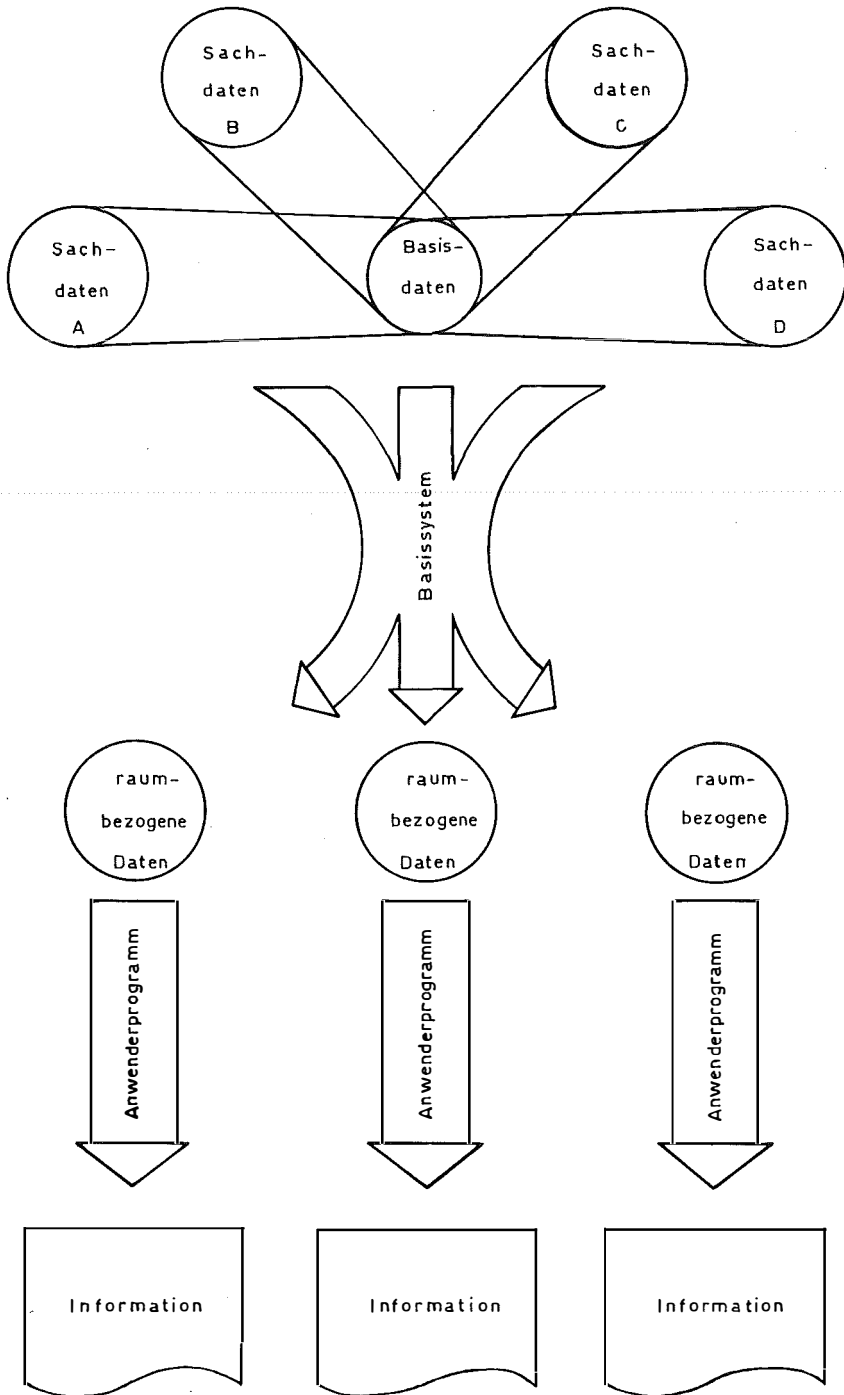 Sach-
daten
B
Sach-
daten
C
Sach-
daten
A
Basis-
daten
Sach-
daten
D
Basissystem
raum-
bezogene
Daten
raum-
bezogene
Daten
raum-
bezogene
Daten
Anwenderprogramm
Anwenderprogramm
Anwenderprogramm
Information
Information
Information